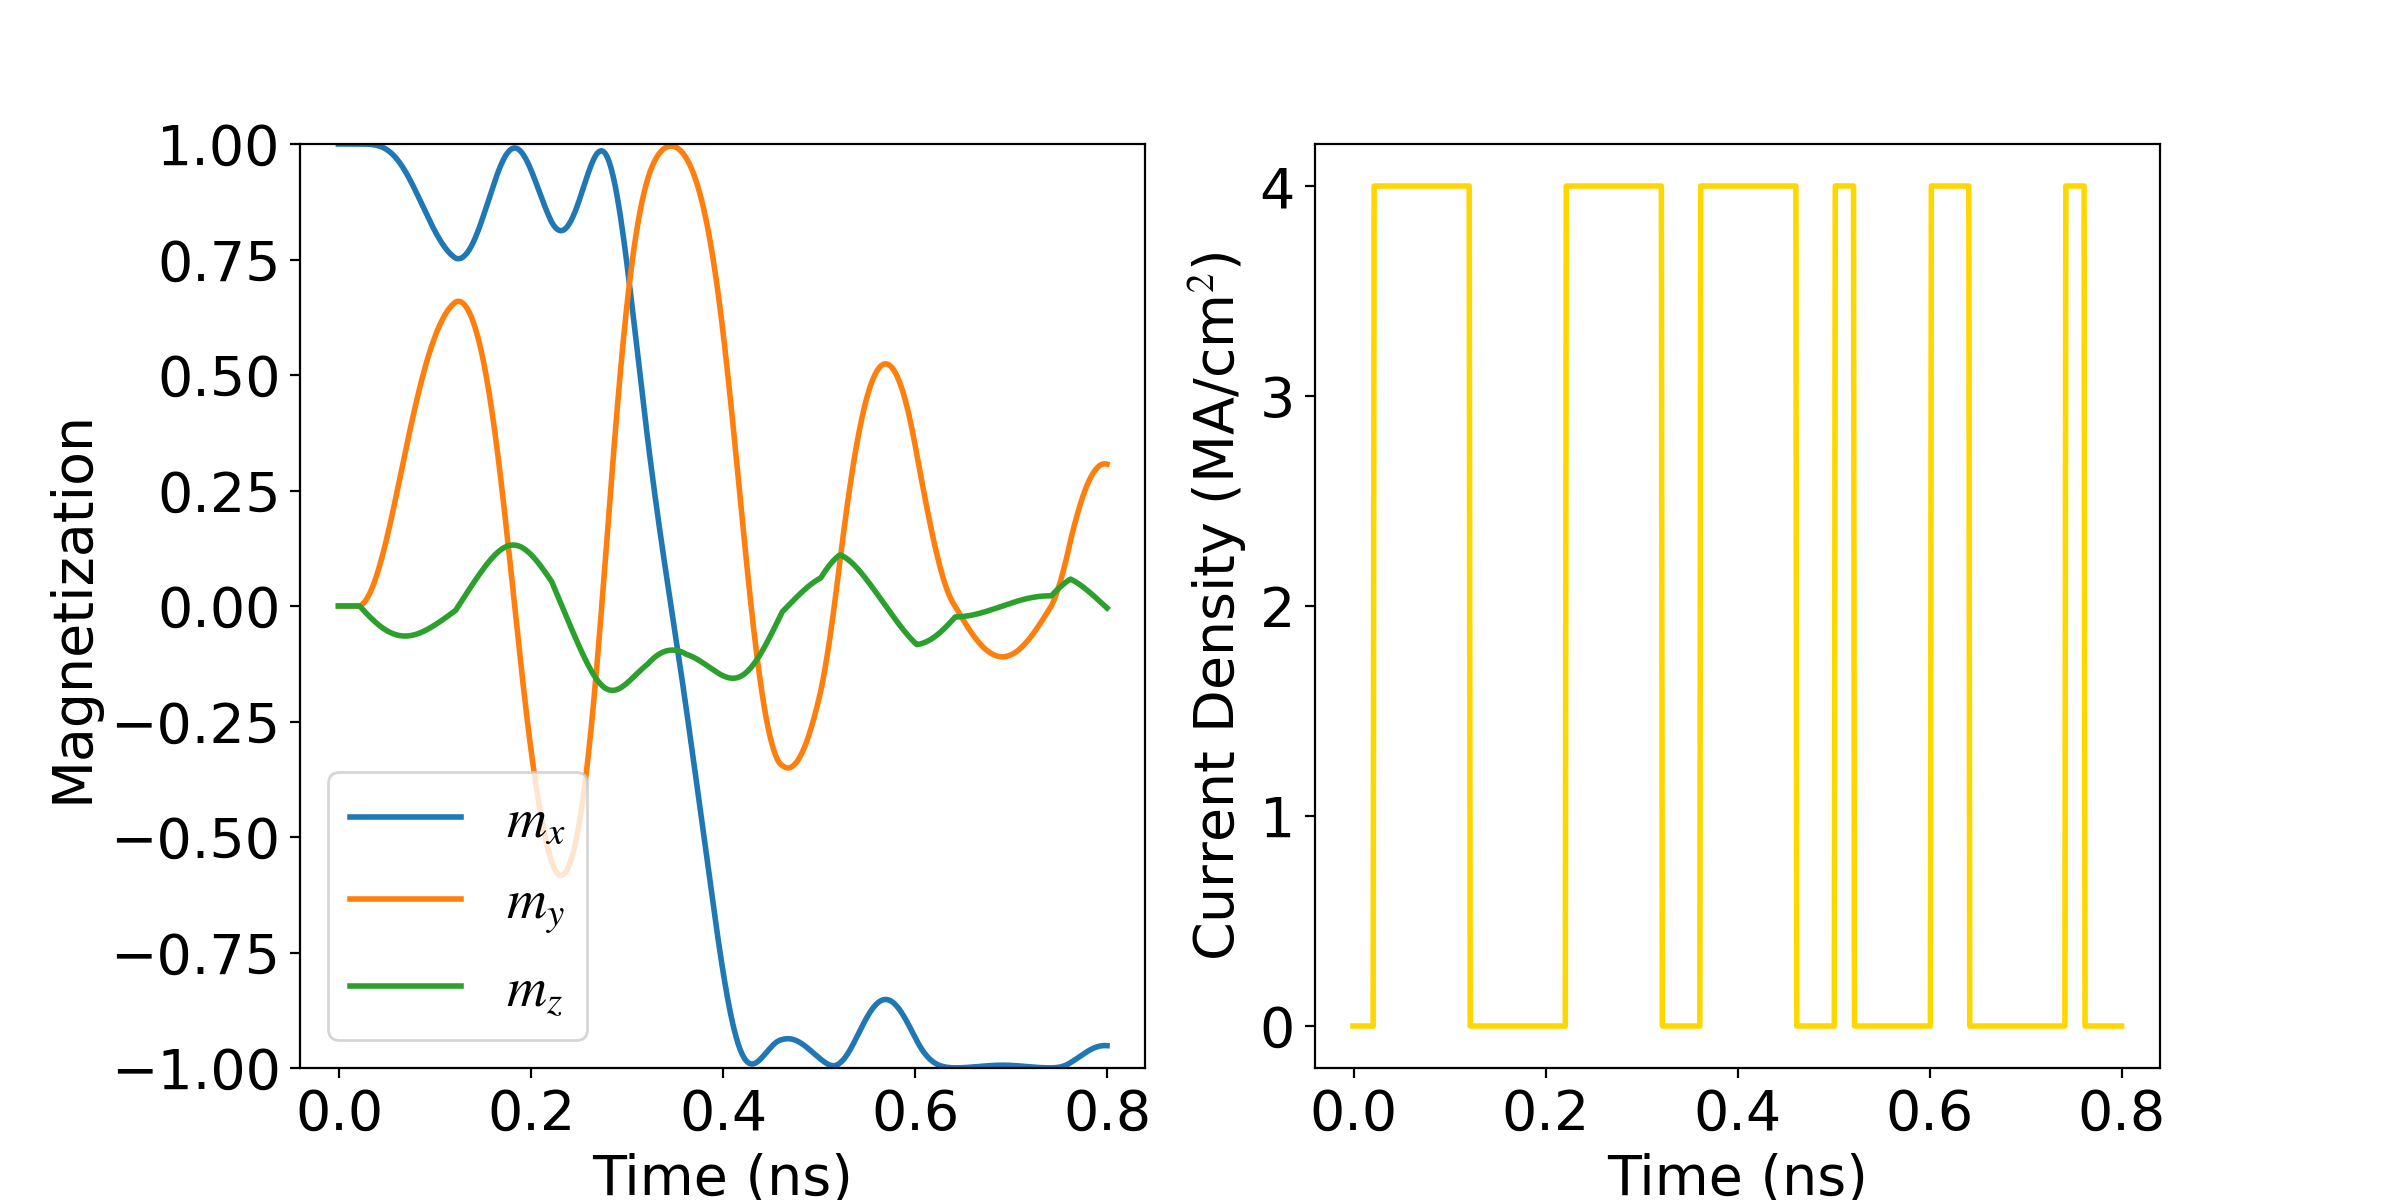 Magnetization
1.00
0.75
0.50
0.25
0.00
−0.25
−0.50
−0.75
−1.00
m_x
m_y
m_z
0.0 0.2 0.4 0.6 0.8
Time (ns)
Current Density (MA/cm²)
4
3
2
1
0
0.0 0.2 0.4 0.6 0.8
Time (ns)